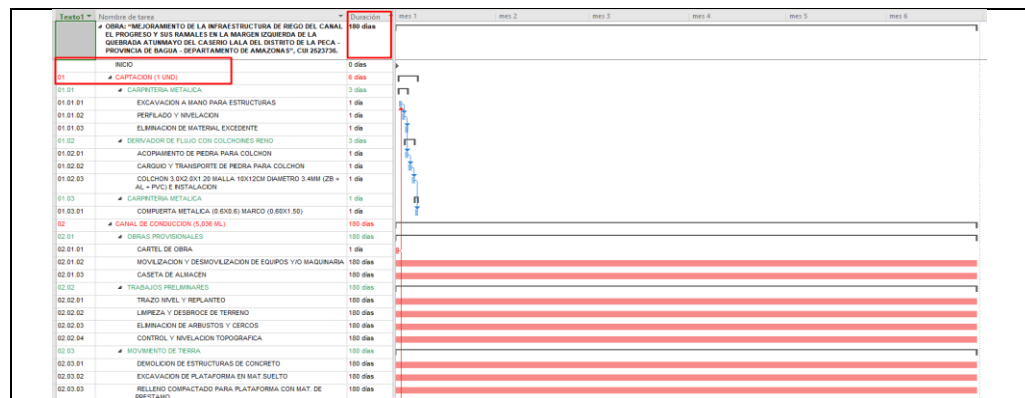 Texto1 Nombre de tarea Duración mes 1 mes 2 mes 3 mes 4 mes 5 mes 6
OBRA: "MEJORAMIENTO DE LA INFRAESTRUCTURA DE RIEGO DEL CANAL 180 días
EL PROGRESO Y SUS RAMALES EN LA MARGEN IZQUIERDA DE LA
QUEBRADA ATUNMAYO DEL CASERIO LALA DEL DISTRITO DE LA PECA -
PROVINCIA DE BAGUA - DEPARTAMENTO DE AMAZONAS", CUI 2523736.
INICIO 0 días
01 CAPTACION (1 UND) 6 días
01.01 CARPINTERIA METALICA 3 días
01.01.01 EXCAVACION A MANO PARA ESTRUCTURAS 1 día
01.01.02 PERFILADO Y NIVELACION 1 día
01.01.03 ELIMINACION DE MATERIAL EXCEDENTE 1 día
01.02 DERIVADOR DE FLUJO CON COLCHOINES RENO 3 días
01.02.01 ACOPIAMIENTO DE PIEDRA PARA COLCHON 1 día
01.02.02 CARQUIO Y TRANSPORTE DE PIEDRA PARA COLCHON 1 día
01.02.03 COLCHON 3.0X2.0X1.20 MALLA 10X12CM DIAMETRO 3.4MM (ZB + 1 día
AL + PVC) E INSTALACION
01.03 CARPINTERIA METALICA 1 día
01.03.01 COMPUERTA METALICA (0.6X0.6) MARCO (0.60X1.50) 1 día
02 CANAL DE CONDUCCION (5,036 ML) 180 días
02.01 OBRAS PROVISIONALES 180 días
02.01.01 CARTEL DE OBRA 1 día
02.01.02 MOVILIZACION Y DESMOVILIZACION DE EQUIPOS Y/O MAQUINARIA 180 días
02.01.03 CASETA DE ALMACEN 180 días
02.02 TRABAJOS PRELIMINARES 180 días
02.02.01 TRAZO NIVEL Y REPLANTEO 180 días
02.02.02 LIMPIEZA Y DESBROCE DE TERRENO 180 días
02.02.03 ELIMINACION DE ARBUSTOS Y CERCOS 180 días
02.02.04 CONTROL Y NIVELACION TOPOGRAFICA 180 días
02.03 MOVIMIENTO DE TIERRA 180 días
02.03.01 DEMOLICION DE ESTRUCTURAS DE CONCRETO 180 días
02.03.02 EXCAVACION DE PLATAFORMA EN MAT.SUELTO 180 días
02.03.03 RELLENO COMPACTADO PARA PLATAFORMA CON MAT. DE 180 días
PRESTAMO